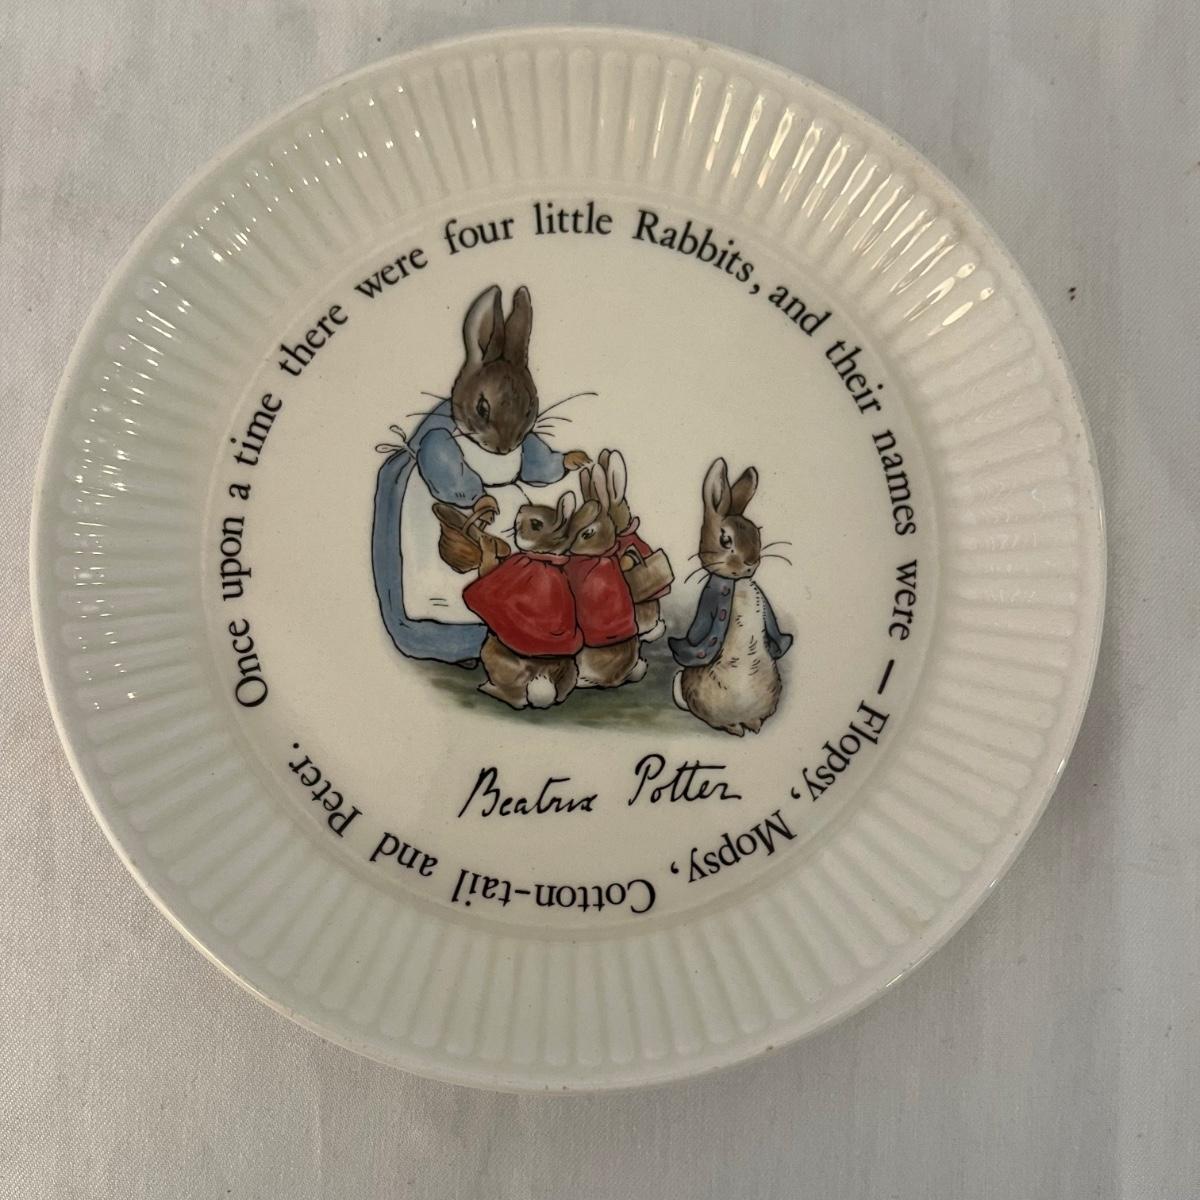 Once upon a time there were four little Rabbits, and their names were — Flopsy, Mopsy, Cotton-tail and Peter.
Beatrix Potter